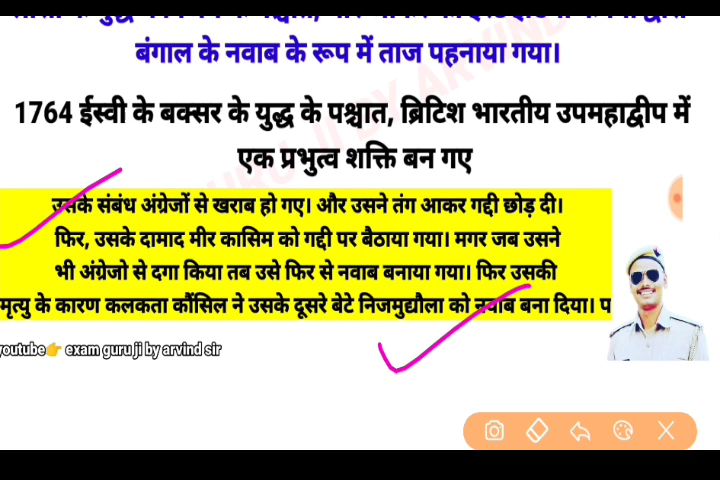 बंगाल के नवाब के रूप में ताज पहनाया गया।
1764 ईस्वी के बक्सर के युद्ध के पश्चात, ब्रिटिश भारतीय उपमहाद्वीप में
एक प्रभुत्व शक्ति बन गए
उसके संबंध अंग्रेजों से खराब हो गए। और उसने तंग आकर गद्दी छोड़ दी।
फिर, उसके दामाद मीर कासिम को गद्दी पर बैठाया गया। मगर जब उसने
भी अंग्रेजो से दगा किया तब उसे फिर से नवाब बनाया गया। फिर उसकी
मृत्यु के कारण कलकता कौंसिल ने उसके दूसरे बेटे निजमुद्यौला को नवाब बना दिया। प
youtube👉 exam guru ji by arvind sir